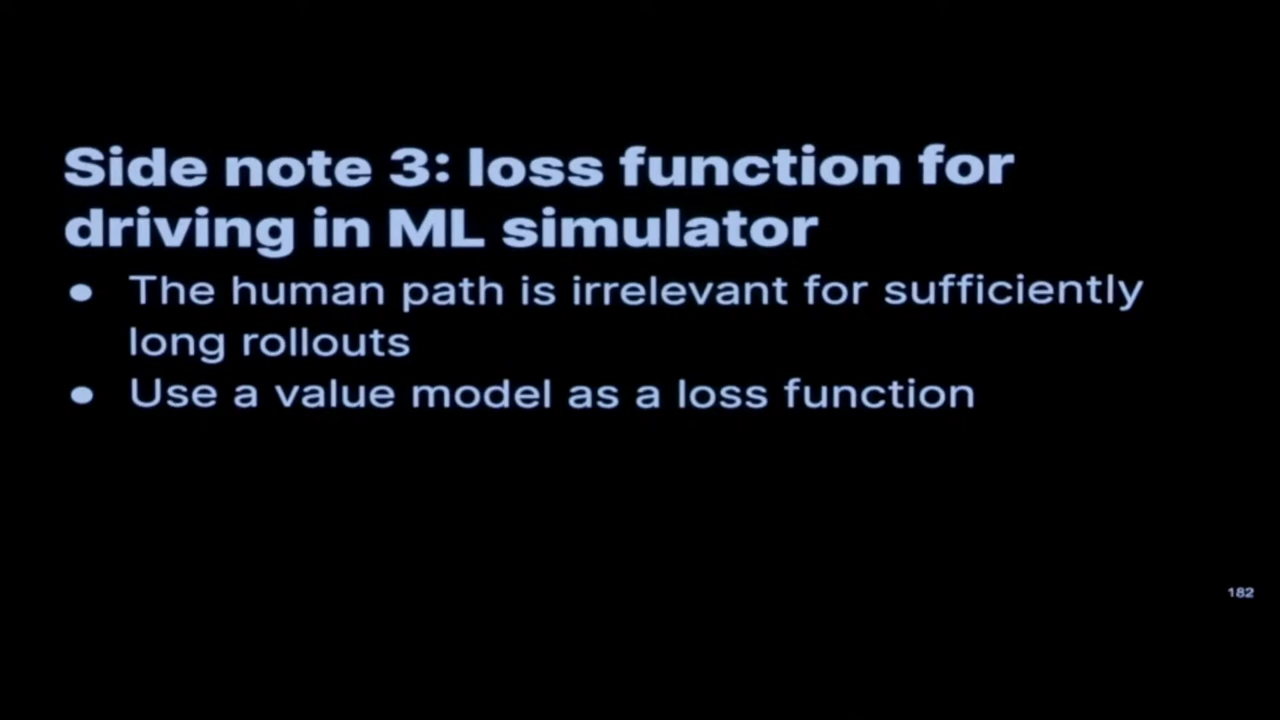 Side note 3: loss function for
driving in ML simulator
● The human path is irrelevant for sufficiently
long rollouts
● Use a value model as a loss function
182